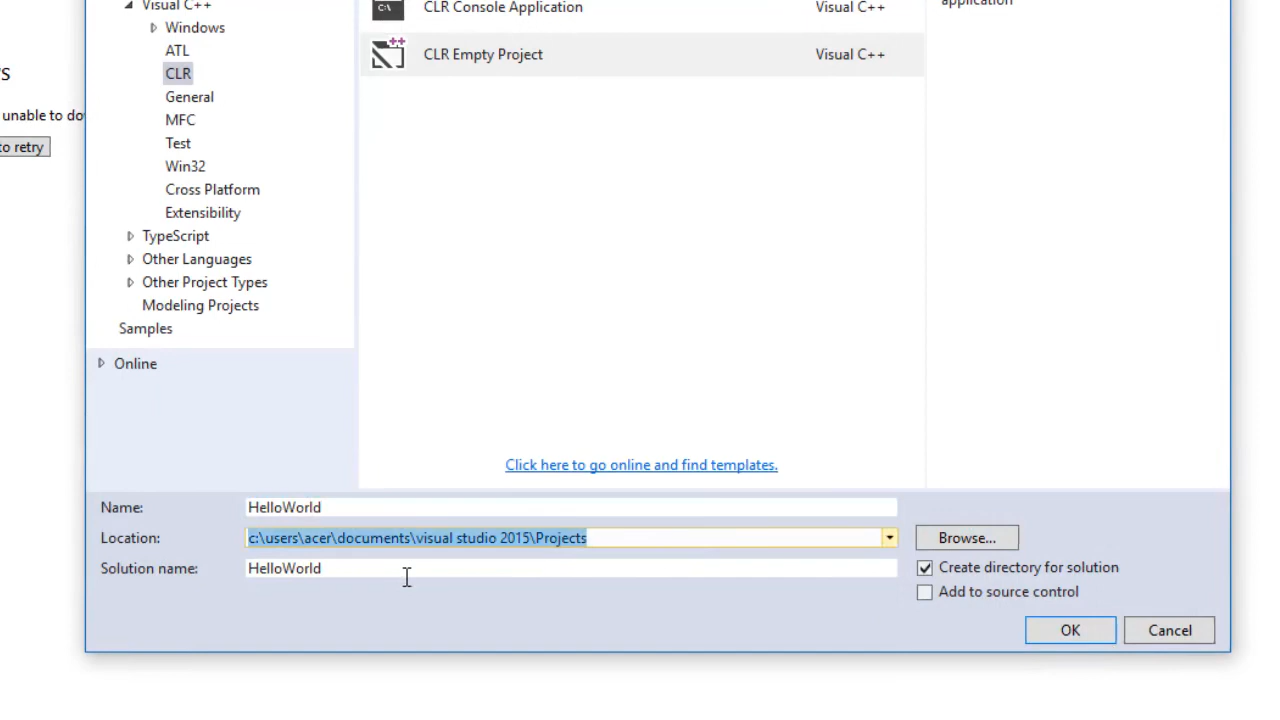 Visual C++
Windows
ATL
CLR
General
MFC
Test
Win32
Cross Platform
Extensibility
TypeScript
Other Languages
Other Project Types
Modeling Projects
Samples
Online
CLR Console Application Visual C++
CLR Empty Project Visual C++
application
's
unable to do
to retry
C:\
Click here to go online and find templates.
Name: HelloWorld
Location: c:\users\acer\documents\visual studio 2015\Projects Browse...
Solution name: HelloWorld
Create directory for solution
Add to source control
OK Cancel